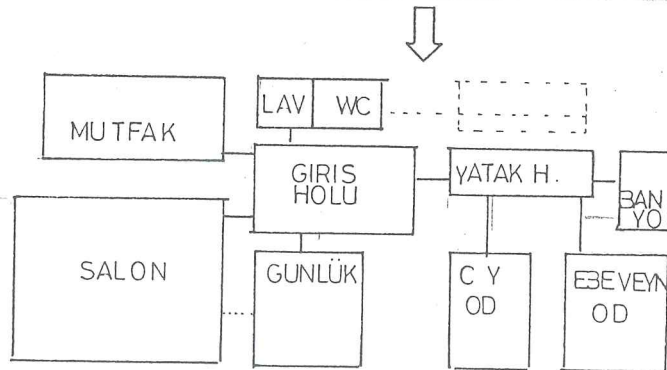 MUTFAK
LAV
WC
GIRIS
HOLU
YATAK H.
BAN
YO
SALON
GUNLÜK
C Y
OD
EBEVEYN
OD